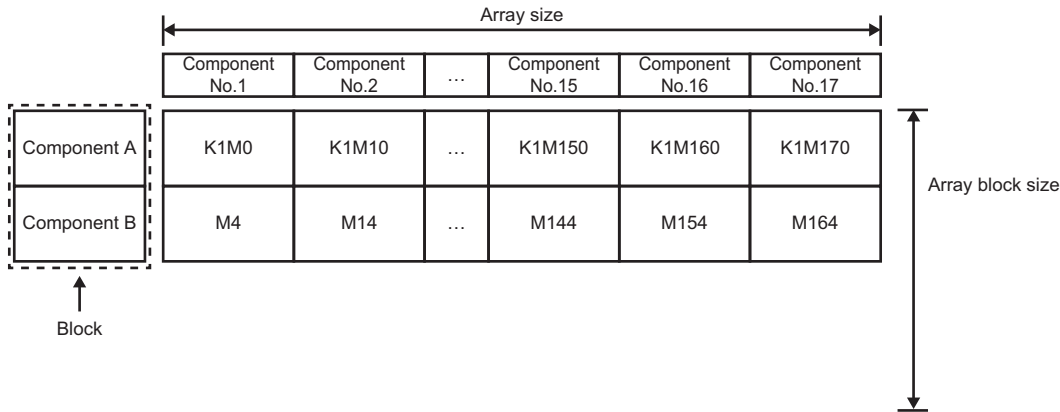 Array size
Component No.1 Component No.2 ... Component No.15 Component No.16 Component No.17
Component A K1M0 K1M10 ... K1M150 K1M160 K1M170
Component B M4 M14 ... M144 M154 M164
Array block size
Block